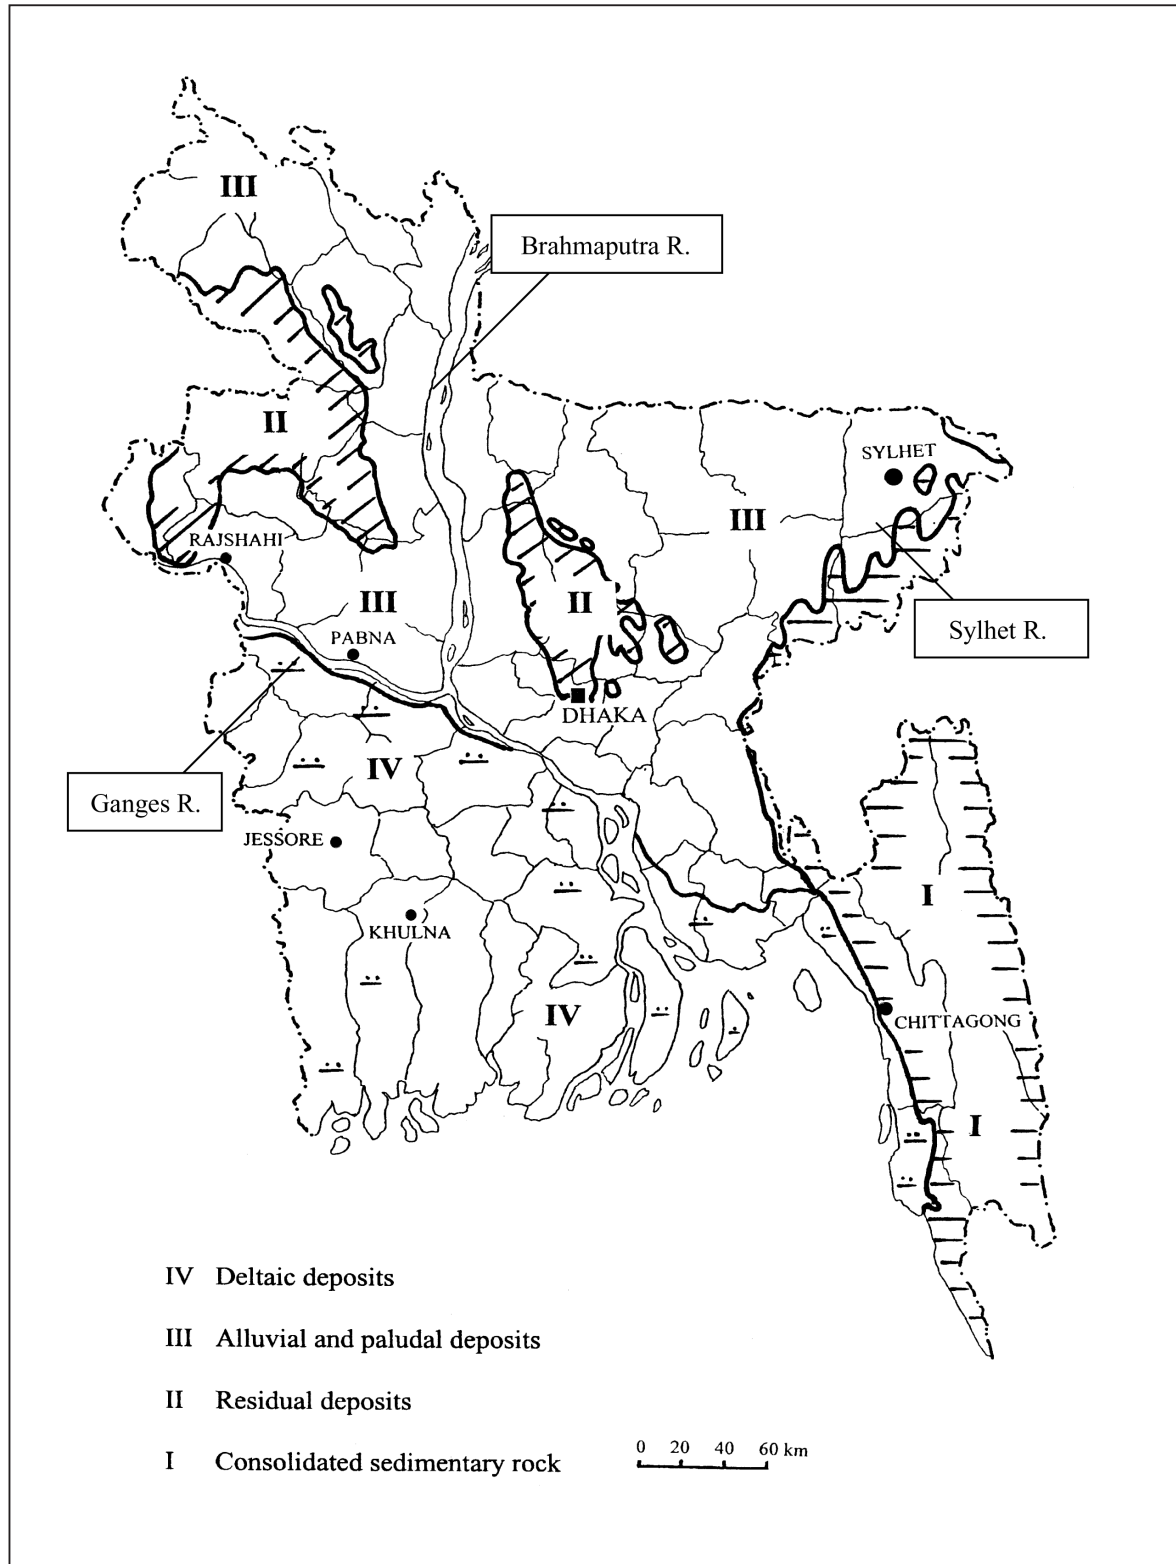 III
Brahmaputra R.
II
SYLHET
III
RAJSHAHI
III
II
PABNA
Sylhet R.
DHAKA
IV
Ganges R.
JESSORE
I
KHULNA
IV
CHITTAGONG
I
IV Deltaic deposits
III Alluvial and paludal deposits
II Residual deposits
I Consolidated sedimentary rock
0 20 40 60 km